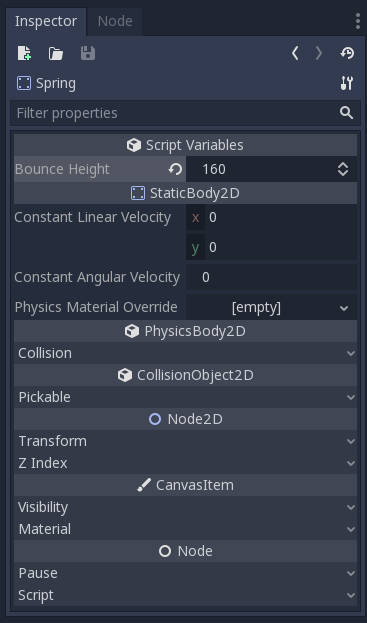 Inspector Node
Spring
Filter properties
Script Variables
Bounce Height 160
StaticBody2D
Constant Linear Velocity x 0
y 0
Constant Angular Velocity 0
Physics Material Override [empty]
PhysicsBody2D
Collision
CollisionObject2D
Pickable
Node2D
Transform
Z Index
CanvasItem
Visibility
Material
Node
Pause
Script